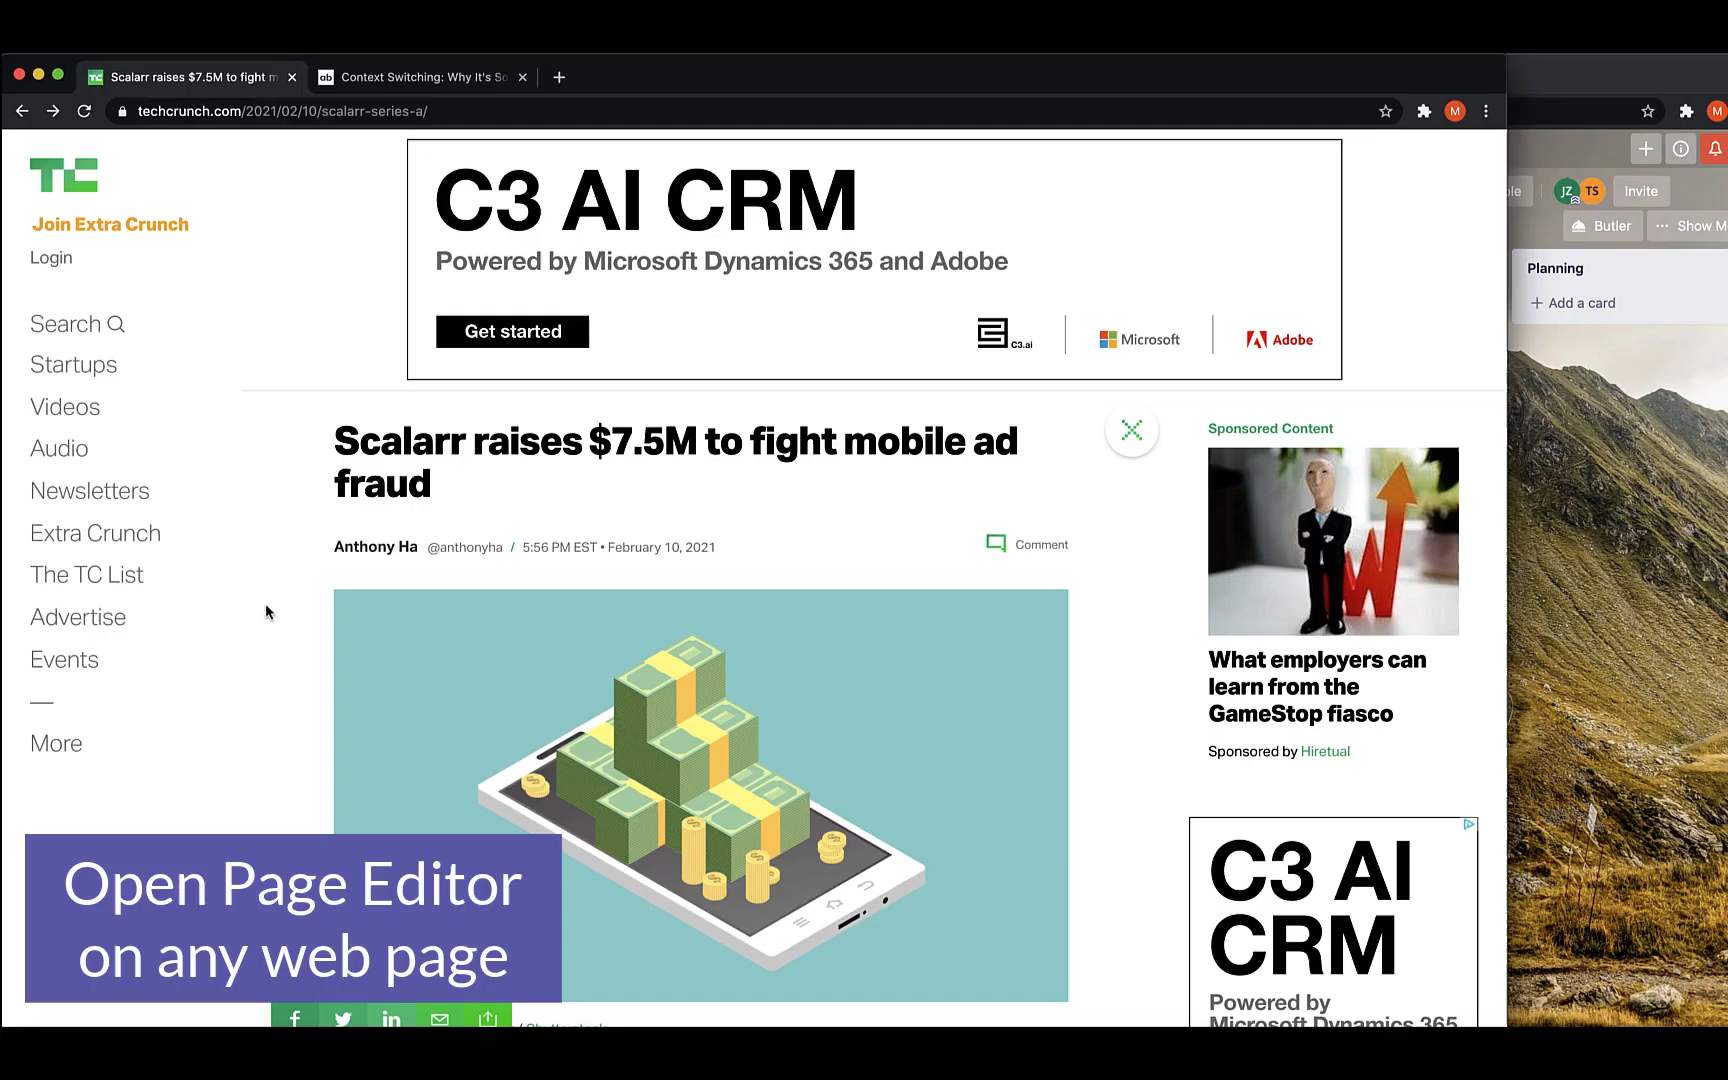 Scalarr raises $7.5M to fight m
ab
Context Switching: Why It's So
techcrunch.com/2021/02/10/scalarr-series-a/
M
M
TC
Join Extra Crunch
Login
Search
Startups
Videos
Audio
Newsletters
Extra Crunch
The TC List
Advertise
Events
More
C3 AI CRM
Powered by Microsoft Dynamics 365 and Adobe
Get started
C3.ai
Microsoft
Adobe
Scalarr raises $7.5M to fight mobile ad
fraud
Anthony Ha @anthonyha / 5:56 PM EST • February 10, 2021
Comment
Sponsored Content
What employers can
learn from the
GameStop fiasco
Sponsored by Hiretual
C3 AI
CRM
Powered by
Microsoft Dynamics 365
Open Page Editor
on any web page
JZ
TS
Invite
Butler
Show M
Planning
+ Add a card